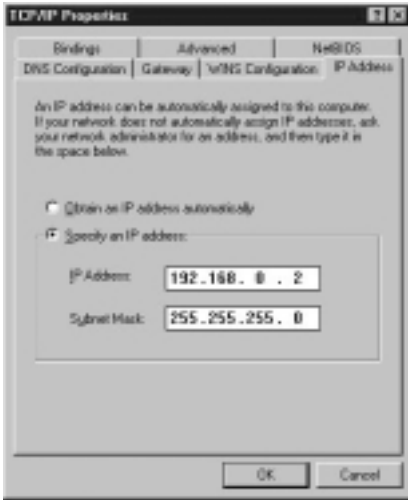 TCP/IP Properties
Bindings Advanced NetBIOS
DNS Configuration Gateway WINS Configuration IP Address
An IP address can be automatically assigned to this computer.
If your network does not automatically assign IP addresses, ask
your network administrator for an address, and then type it in
the space below.
Obtain an IP address automatically
Specify an IP address:
IP Address: 192.168. 0 . 2
Subnet Mask: 255.255.255. 0
OK Cancel